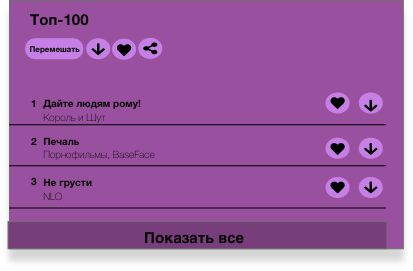 Топ-100
Перемешать
1 Дайте людям рому!
Король и Шут
2 Печаль
Порнофильмы, BaseFace
3 Не грусти
NLO
Показать все